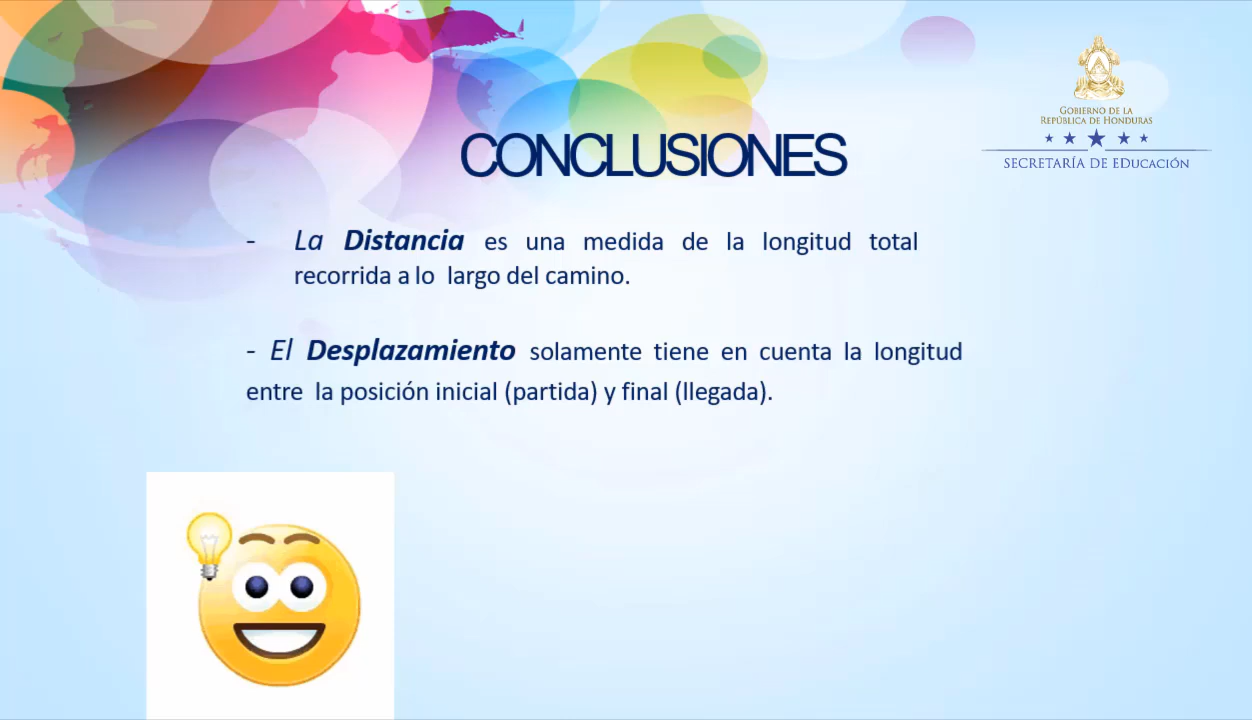 CONCLUSIONES
GOBIERNO DE LA
REPÚBLICA DE HONDURAS
SECRETARÍA DE EDUCACIÓN
- La Distancia es una medida de la longitud total
recorrida a lo largo del camino.
- El Desplazamiento solamente tiene en cuenta la longitud
entre la posición inicial (partida) y final (llegada).